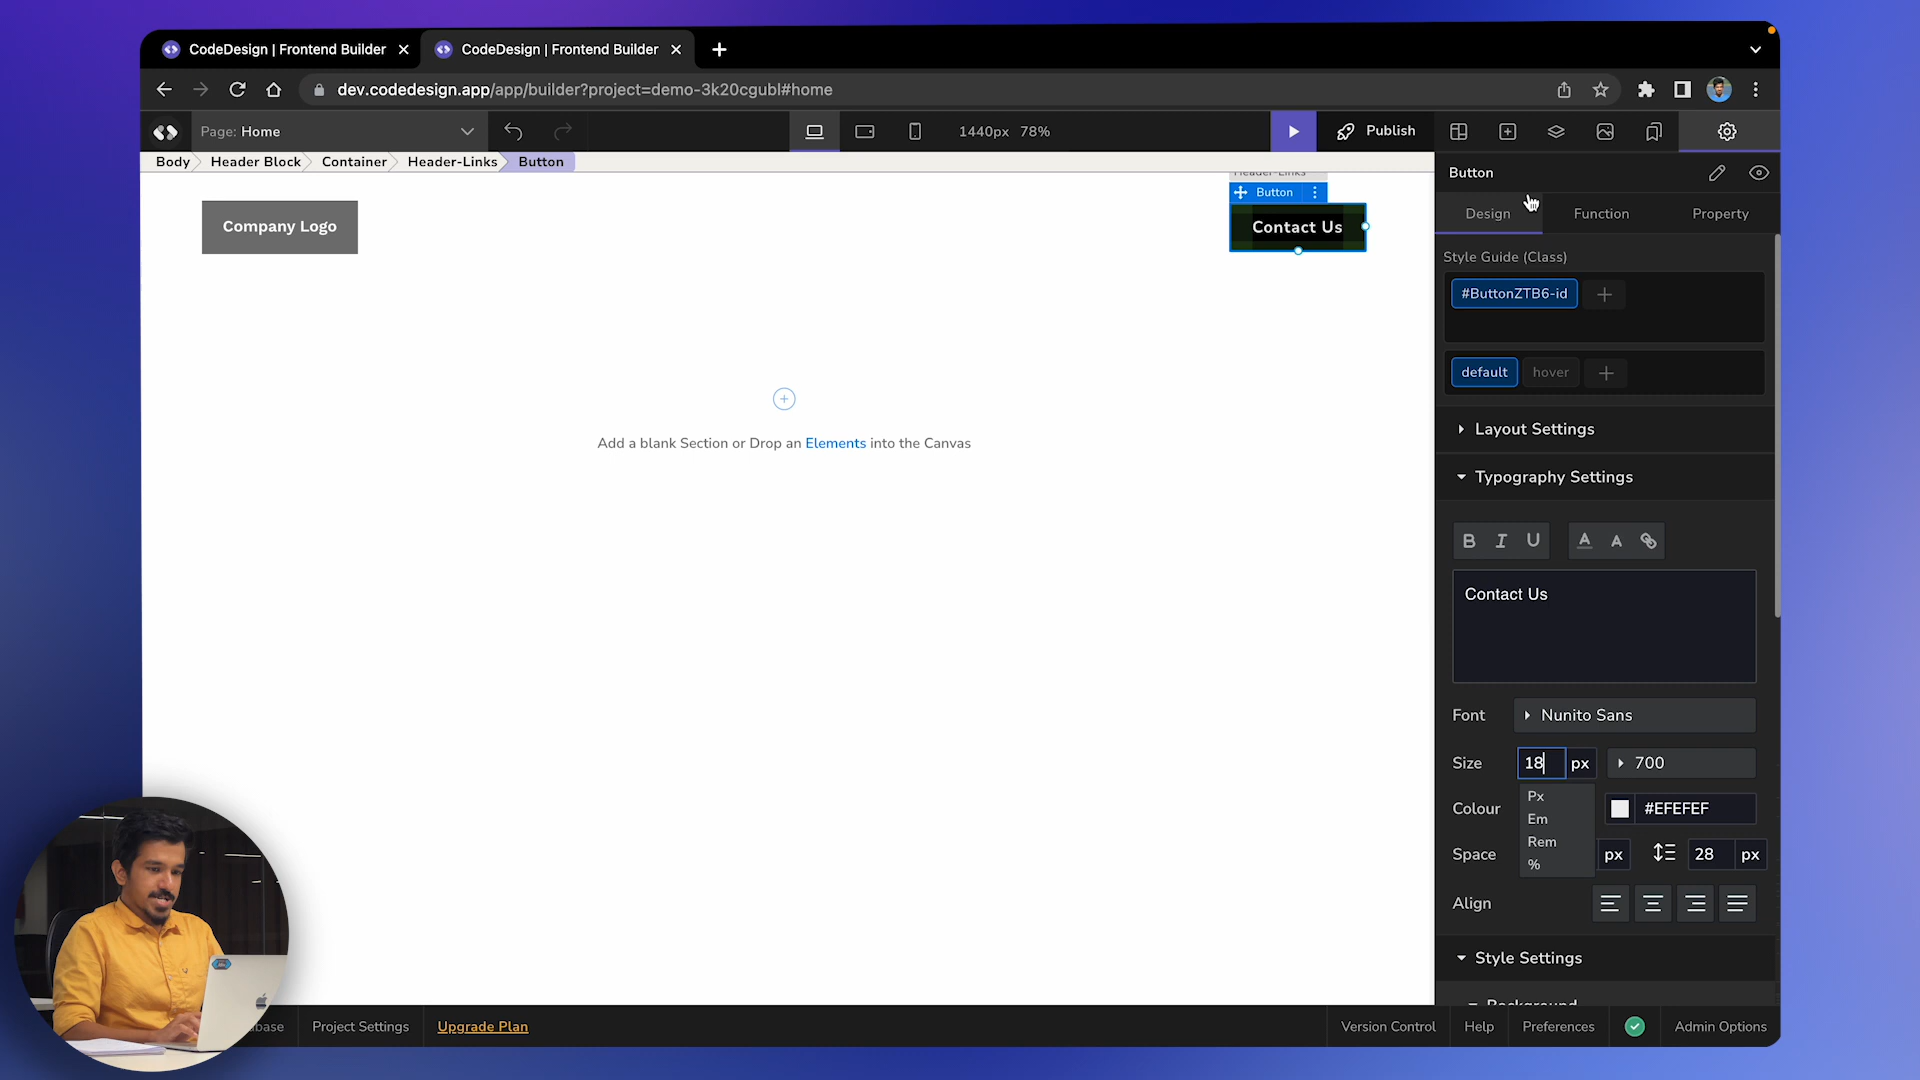 CodeDesign | Frontend Builder
CodeDesign | Frontend Builder
dev.codedesign.app/app/builder?project=demo-3k20cgubl#home
Page: Home
1440px 78%
Publish
Body
Header Block
Container
Header-Links
Button
Button
Header-Links
Button
Company Logo
Contact Us
Design
Function
Property
Style Guide (Class)
#ButtonZTB6-id
default
hover
Layout Settings
Add a blank Section or Drop an Elements into the Canvas
Typography Settings
B I U A A
Contact Us
Font
Nunito Sans
Size
18 px
700
Px
Colour
#EFEFEF
Em
Rem
Space
px
28 px
%
Align
Style Settings
Background
base
Project Settings
Upgrade Plan
Version Control
Help
Preferences
Admin Options